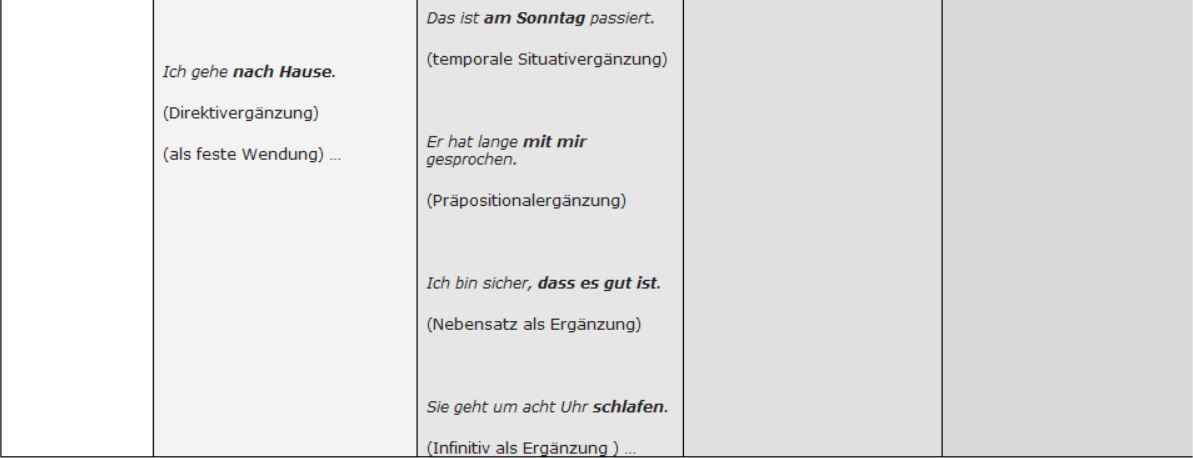 Ich gehe nach Hause.
(Direktivergänzung)
(als feste Wendung) ...
Das ist am Sonntag passiert.
(temporale Situativergänzung)
Er hat lange mit mir
gesprochen.
(Präpositionalergänzung)
Ich bin sicher, dass es gut ist.
(Nebensatz als Ergänzung)
Sie geht um acht Uhr schlafen.
(Infinitiv als Ergänzung ) ...